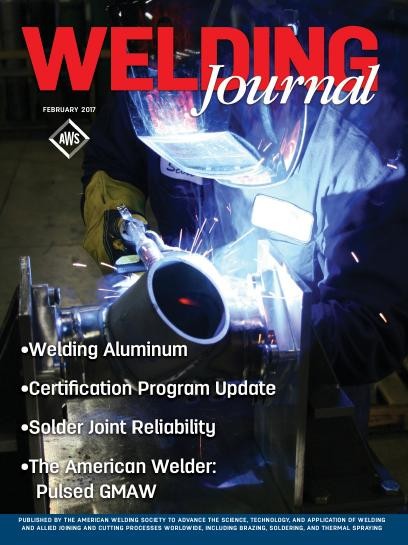 WELDING
Journal
FEBRUARY 2017
AWS
•Welding Aluminum
•Certification Program Update
•Solder Joint Reliability
•The American Welder:
Pulsed GMAW
PUBLISHED BY THE AMERICAN WELDING SOCIETY TO ADVANCE THE SCIENCE, TECHNOLOGY, AND APPLICATION OF WELDING
AND ALLIED JOINING AND CUTTING PROCESSES WORLDWIDE, INCLUDING BRAZING, SOLDERING, AND THERMAL SPRAYING